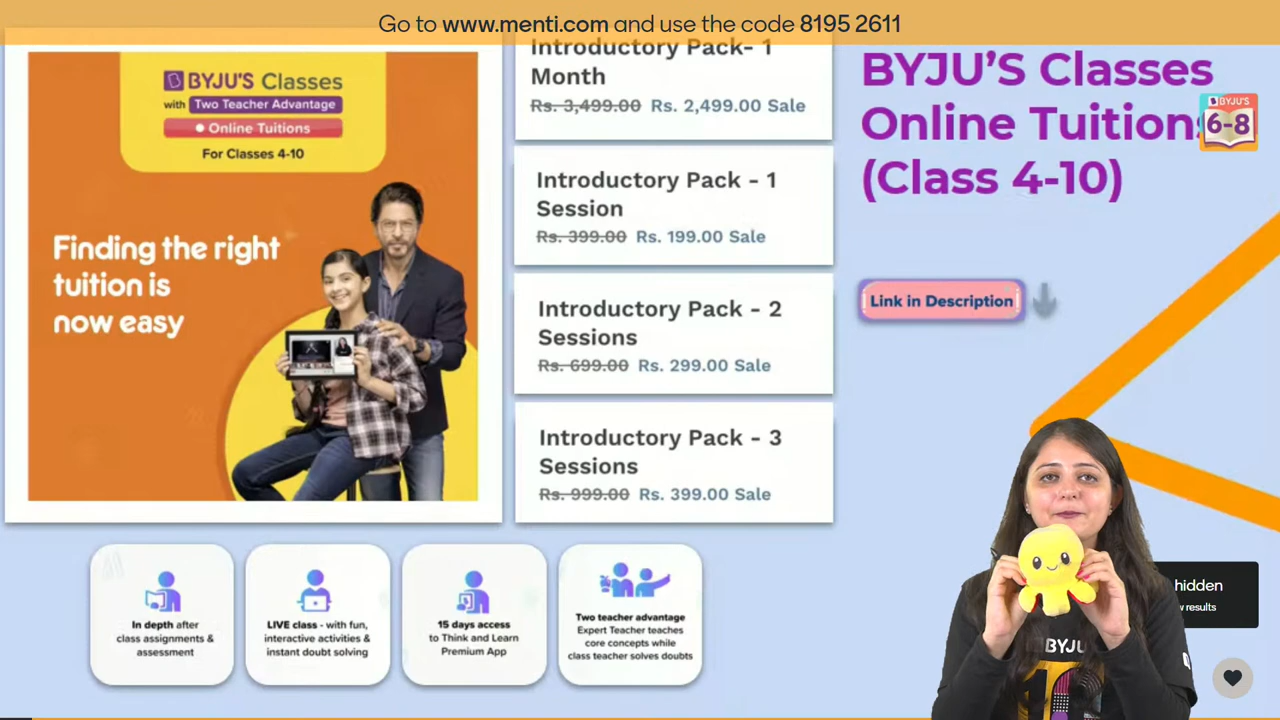 Go to www.menti.com and use the code 8195 2611
BYJU'S Classes
with Two Teacher Advantage
Online Tuitions
For Classes 4-10
Finding the right
tuition is
now easy
Introductory Pack- 1
Month
Rs. 3,499.00 Rs. 2,499.00 Sale
Introductory Pack - 1
Session
Rs. 399.00 Rs. 199.00 Sale
Introductory Pack - 2
Sessions
Rs. 699.00 Rs. 299.00 Sale
Introductory Pack - 3
Sessions
Rs. 999.00 Rs. 399.00 Sale
BYJU'S Classes
Online Tuitions
(Class 4-10)
BYJU'S
6-8
Link in Description
In depth after
class assignments &
assessment
LIVE class - with fun,
interactive activities &
instant doubt solving
15 days access
to Think and Learn
Premium App
Two teacher advantage
Expert Teacher teaches
core concepts while
class teacher solves doubts
hidden
results
BYJU